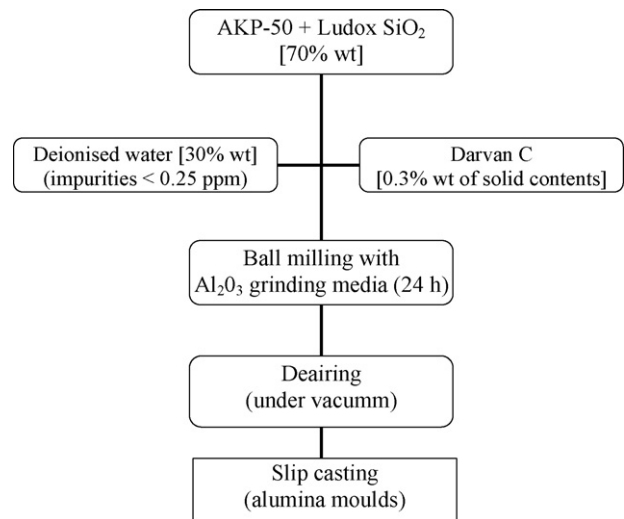 AKP-50 + Ludox SiO₂
[70% wt]
Deionised water [30% wt]
(impurities < 0.25 ppm)
Darvan C
[0.3% wt of solid contents]
Ball milling with
Al₂0₃ grinding media (24 h)
Deairing
(under vacumm)
Slip casting
(alumina moulds)